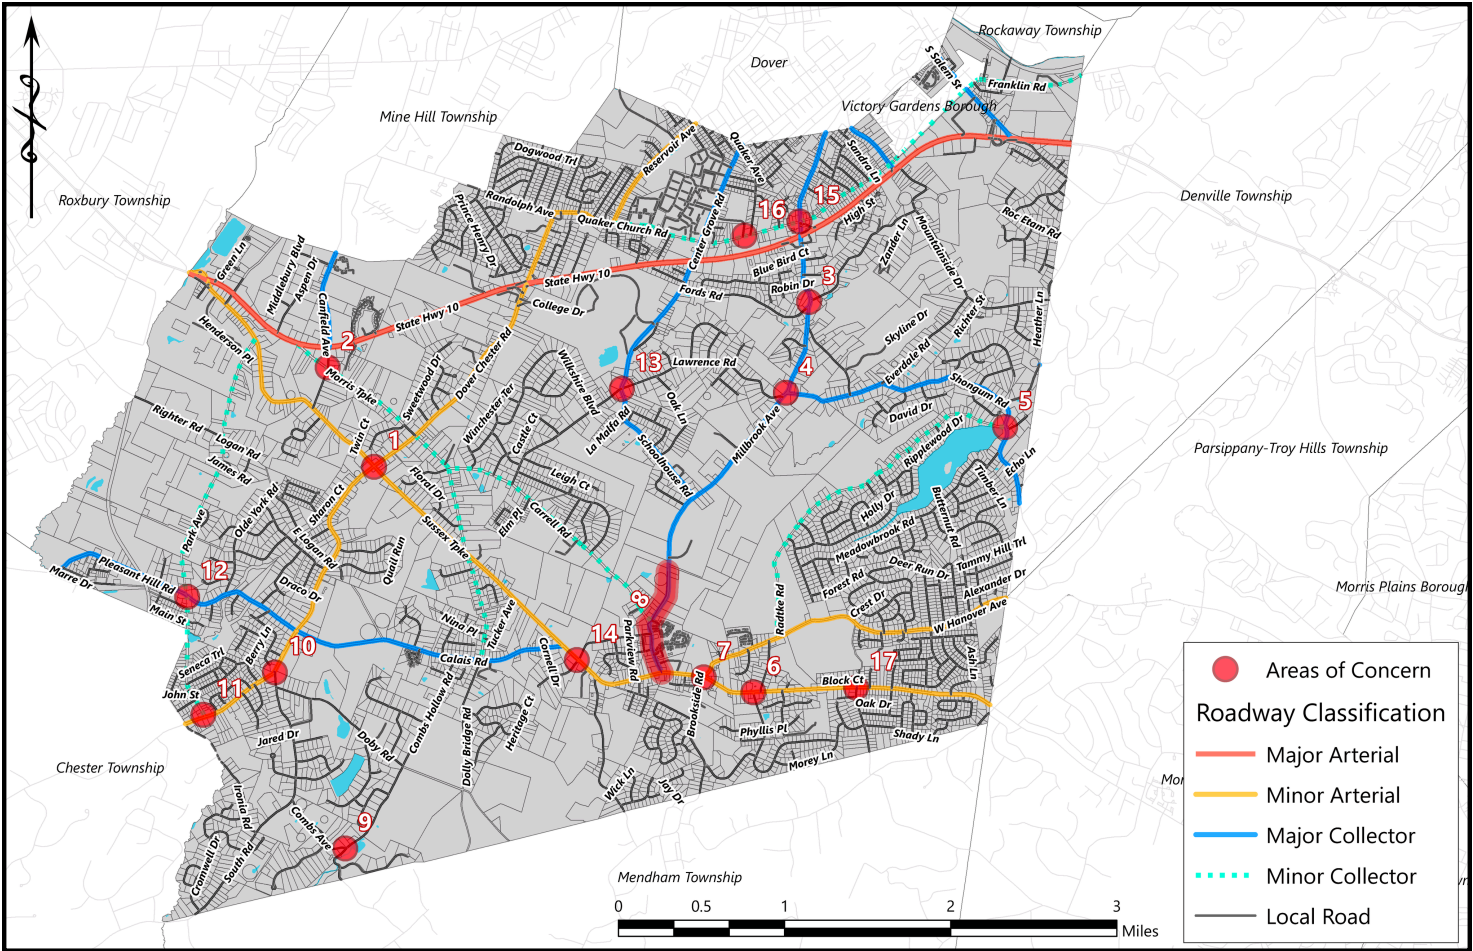 Rockaway Township
Dover
S Salem St
Franklin Rd
Victory Gardens Borough
Mine Hill Township
Reservoir Ave
Quaker Ave
Sandra Ln
Dogwood Trl
Denville Township
Roxbury Township
Randolph Ave
Prince Henry Dr
Quaker Church Rd
Center Grove Rd
16
15
High St
Roc Etam Rd
Zander Ln
Mountainside Dr
Green Ln
Middlebury Blvd
Aspen Dr
Canfield Ave
State Hwy 10
Blue Bird Ct
Robin Dr
3
Fords Rd
College Dr
State Hwy 10
Heather Ln
Richter St
Skyline Dr
Henderson Pl
2
Morris Tpke
Sweetwood Dr
Dover Chester Rd
Wilkshire Blvd
13
Lawrence Rd
4
Everdale Rd
Shongum Rd
5
Winchester Ter
Castle Ct
La Malfa Rd
Oak Ln
Millbrook Ave
David Dr
Ripplewood Dr
Righter Rd
Logan Rd
James Rd
Twin Ct
1
Floral Dr
Schoolhouse Rd
Echo Ln
Timber Ln
Parsippany-Troy Hills Township
Leigh Ct
Olde York Rd
Sharon Ct
Elm Pl
Carrell Rd
Holly Dr
Butternut Rd
Meadowbrook Rd
Park Ave
E Logan Rd
Sussex Tpke
Quail Run
Tammy Hill Trl
Deer Run Dr
Alexander Dr
Marre Dr
Pleasant Hill Rd
12
Draco Dr
Forest Rd
Crest Dr
W Hanover Ave
Morris Plains Boroug
Main St
Nina Pl
Tucker Ave
8
Radtke Rd
Seneca Trl
Berry Ln
10
Calais Rd
Cornell Dr
14
Parkview Rd
7
6
17
Ash Ln
Areas of Concern
John St
11
Block Ct
Oak Dr
Roadway Classification
Combs Hollow Rd
Dolly Bridge Rd
Heritage Ct
Brookside Rd
Phyllis Pl
Shady Ln
Jared Dr
Doby Rd
Morey Ln
Major Arterial
Chester Township
Wick Ln
Jay Dr
Mor
Minor Arterial
Ironia Rd
Combs Ave
9
Major Collector
Cromwell Dr
South Rd
Mendham Township
Minor Collector
0 0.5 1 2 3
Miles
Local Road